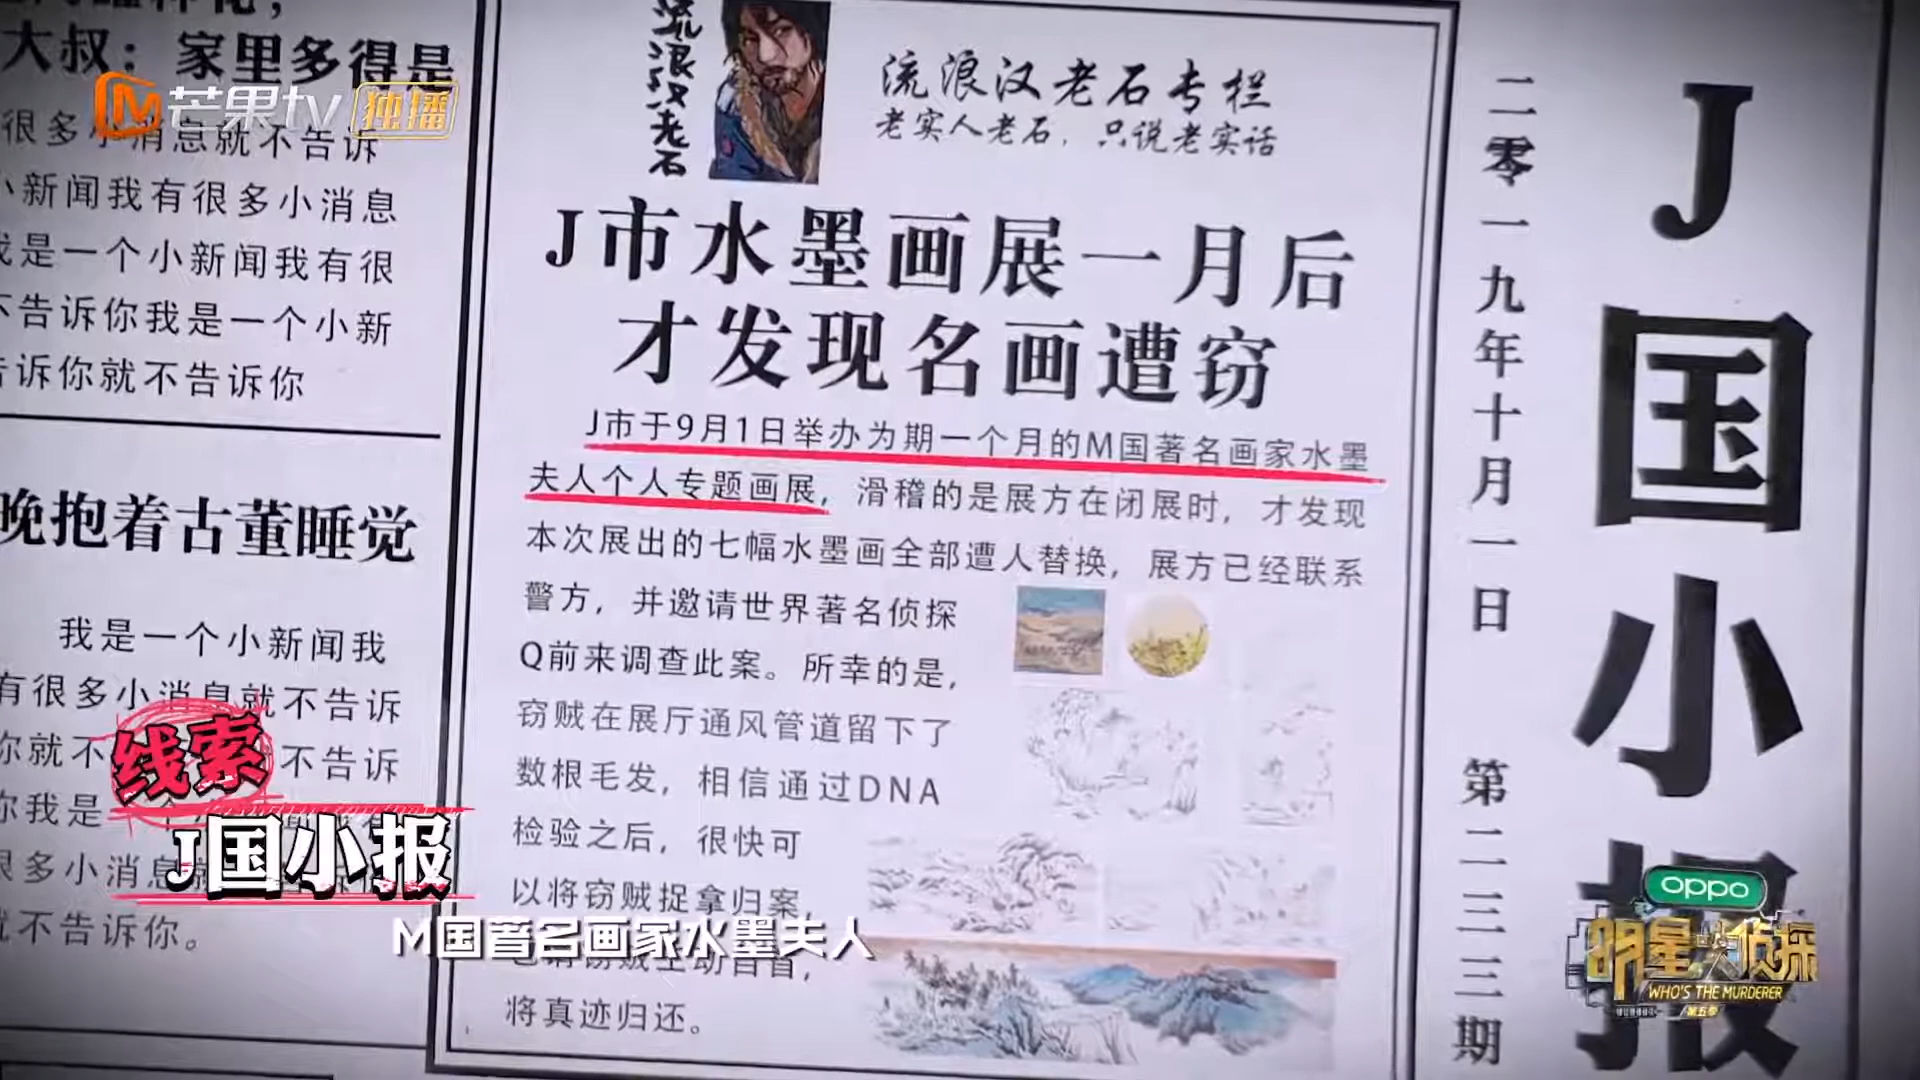 大叔：家里多得是
芒果tv 独播
很多小消息就不告诉
小新闻我有很多小消息
我是一个小新闻我有很
不告诉你我是一个小新
告诉你就不告诉你
晚抱着古董睡觉
我是一个小新闻我
有很多小消息就不告诉
你就不
不告诉
你我是一个
很多小消息
就不告诉你。
流浪汉老石
流浪汉老石专栏
老实人老石，只说老实话
J市水墨画展一月后
才发现名画遭窃
J市于9月1日举办为期一个月的M国著名画家水墨
夫人个人专题画展，滑稽的是展方在闭展时，才发现
本次展出的七幅水墨画全部遭人替换，展方已经联系
警方，并邀请世界著名侦探
Q前来调查此案。所幸的是，
窃贼在展厅通风管道留下了
数根毛发，相信通过DNA
检验之后，很快可
以将窃贼捉拿归案
将真迹归还。
二零一九年十月一日
第二二三三期
J国小报
线索
J国小报
M国著名画家水墨夫人
oppo
明星大侦探
WHO'S THE MURDERER
第五季